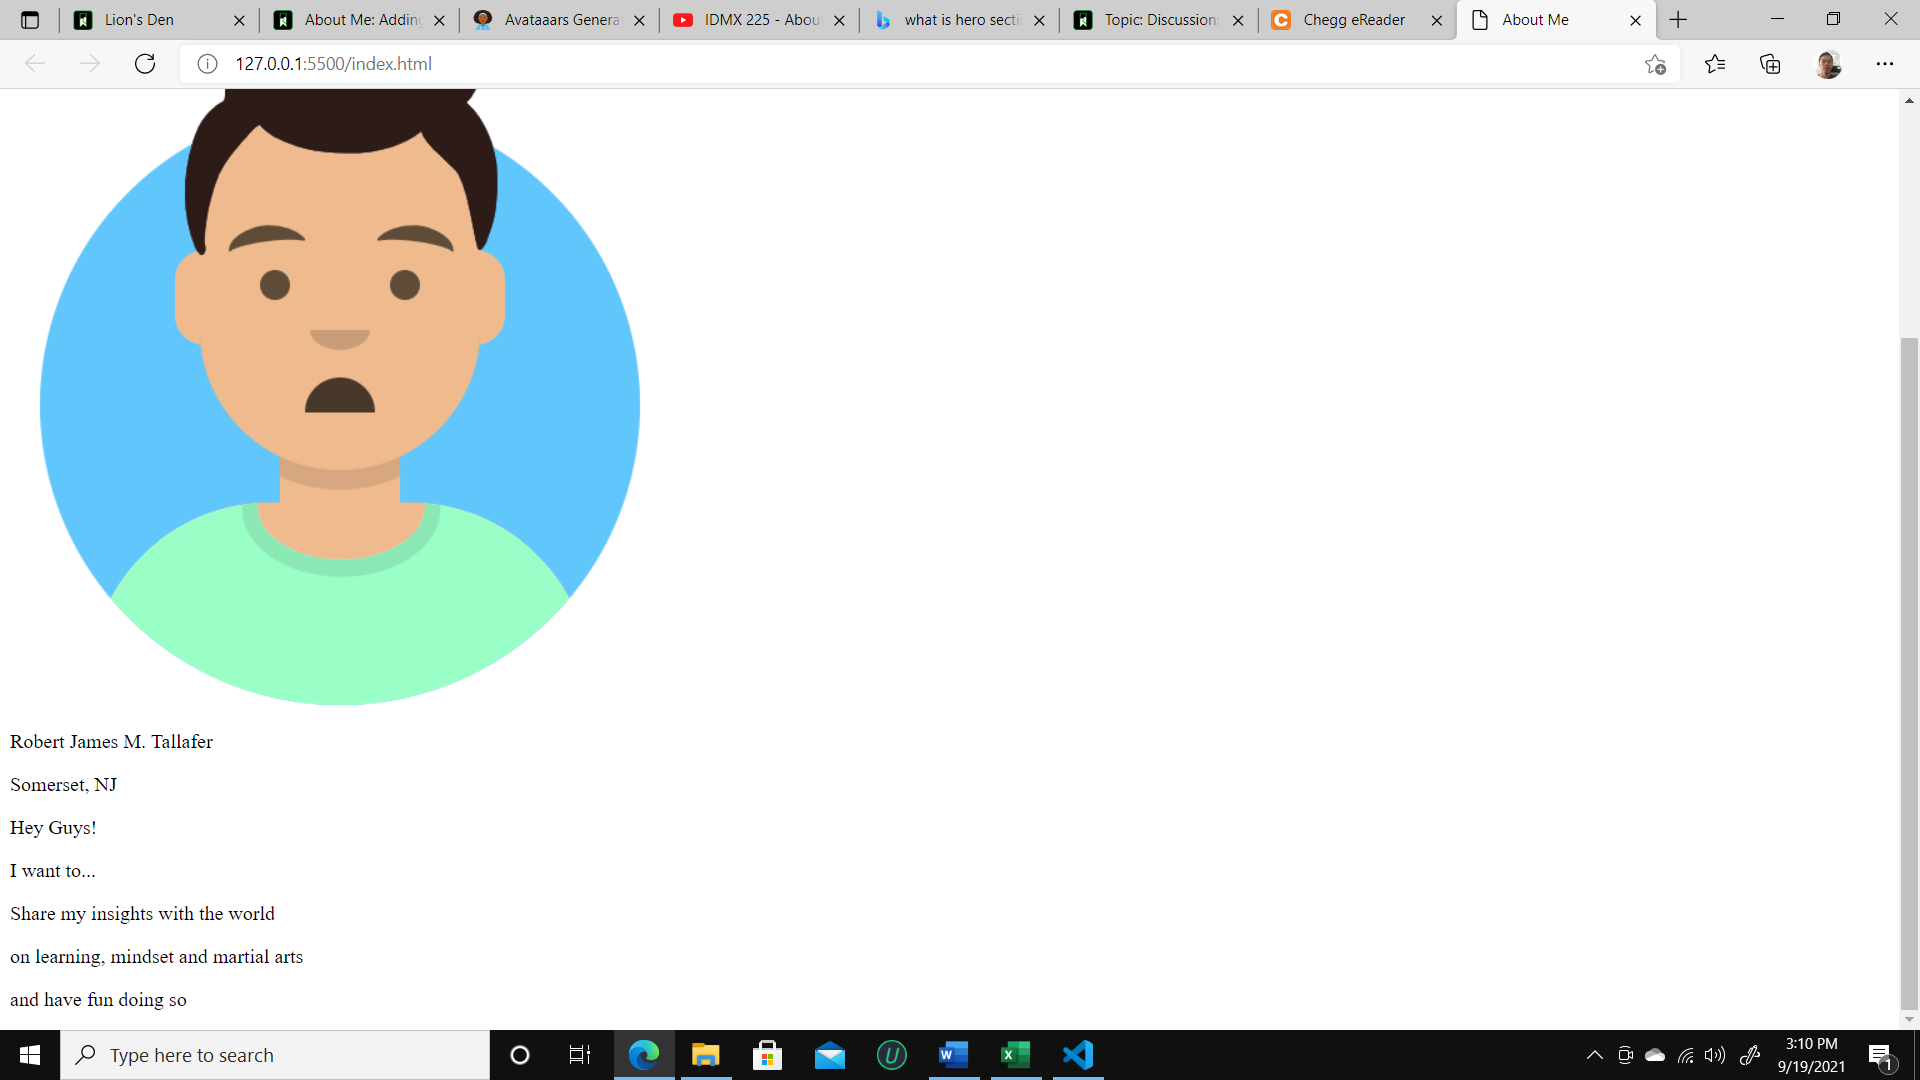 Lion's Den
About Me: Adding
Avataaars Genera
IDMX 225 - Abou
what is hero secti
Topic: Discussion:
Chegg eReader
About Me
127.0.0.1:5500/index.html
Robert James M. Tallafer
Somerset, NJ
Hey Guys!
I want to...
Share my insights with the world
on learning, mindset and martial arts
and have fun doing so
Type here to search
3:10 PM
9/19/2021
1